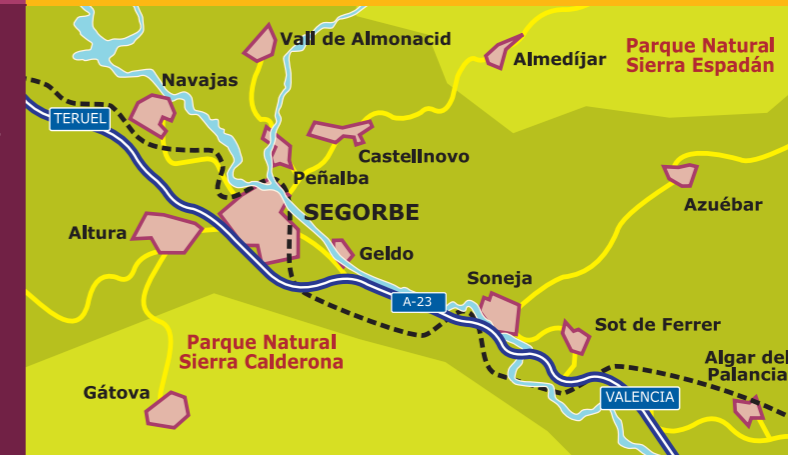 Vall de Almonacid
Almedíjar
Parque Natural
Sierra Espadán
Navajas
TERUEL
Castellnovo
Peñalba
SEGORBE
Azuébar
Altura
Geldo
Soneja
A-23
Sot de Ferrer
Parque Natural
Sierra Calderona
Algar del
Palancia
Gátova
VALENCIA